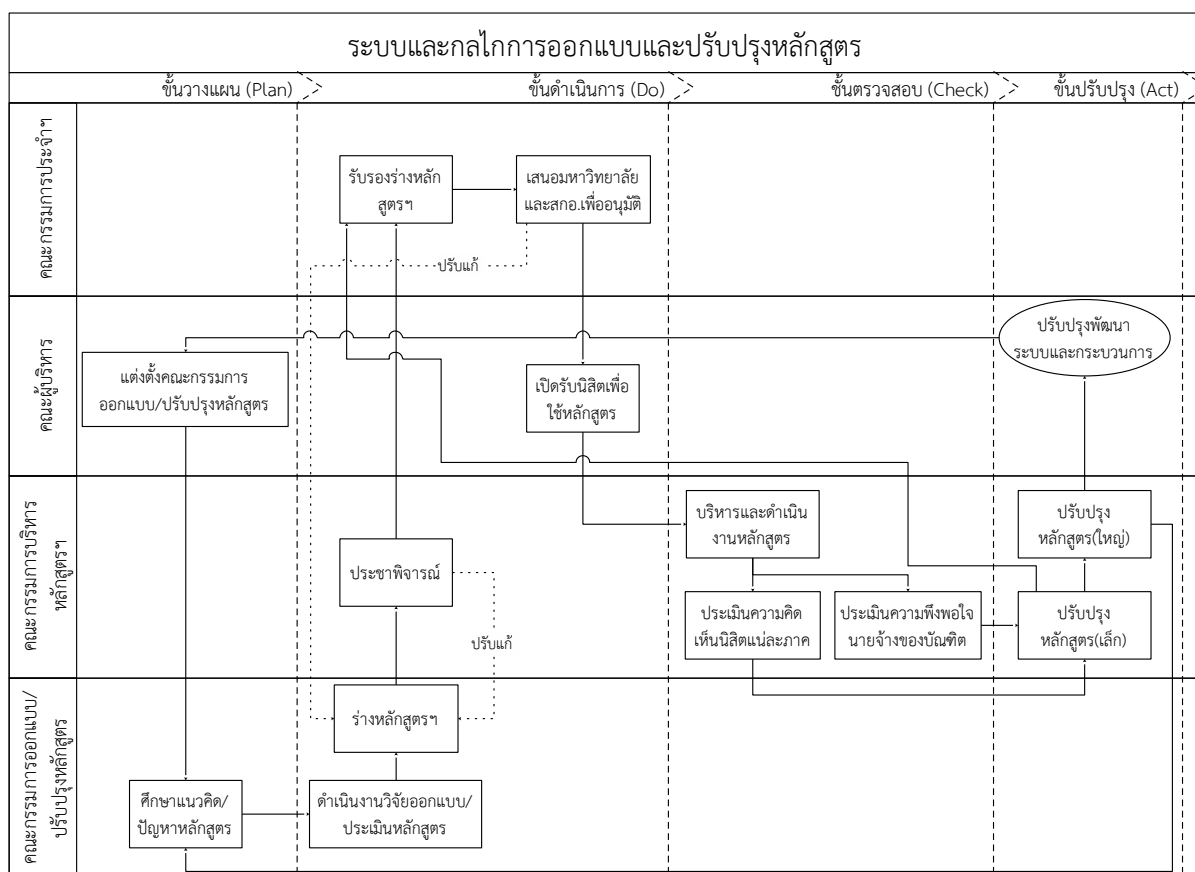 ระบบและกลไกการออกแบบและปรับปรุงหลักสูตร
ขั้นวางแผน (Plan)
ขั้นดำเนินการ (Do)
ขั้นตรวจสอบ (Check)
ขั้นปรับปรุง (Act)
คณะกรรมการประจำฯ
รับรองร่างหลัก
สูตรฯ
เสนอมหาวิทยาลัย
และสกอ.เพื่ออนุมัติ
ปรับแก้
คณะผู้บริหาร
แต่งตั้งคณะกรรมการ
ออกแบบ/ปรับปรุงหลักสูตร
เปิดรับนิสิตเพื่อ
ใช้หลักสูตร
ปรับปรุงพัฒนา
ระบบและกระบวนการ
คณะกรรมการบริหาร
หลักสูตรฯ
ประชาพิจารณ์
ปรับแก้
บริหารและดำเนิน
งานหลักสูตร
ประเมินความคิด
เห็นนิสิตแน่ละภาค
ประเมินความพึงพอใจ
นายจ้างของบัณฑิต
ปรับปรุง
หลักสูตร(ใหญ่)
ปรับปรุง
หลักสูตร(เล็ก)
คณะกรรมการออกแบบ/
ปรับปรุงหลักสูตร
ร่างหลักสูตรฯ
ศึกษาแนวคิด/
ปัญหาหลักสูตร
ดำเนินงานวิจัยออกแบบ/
ประเมินหลักสูตร